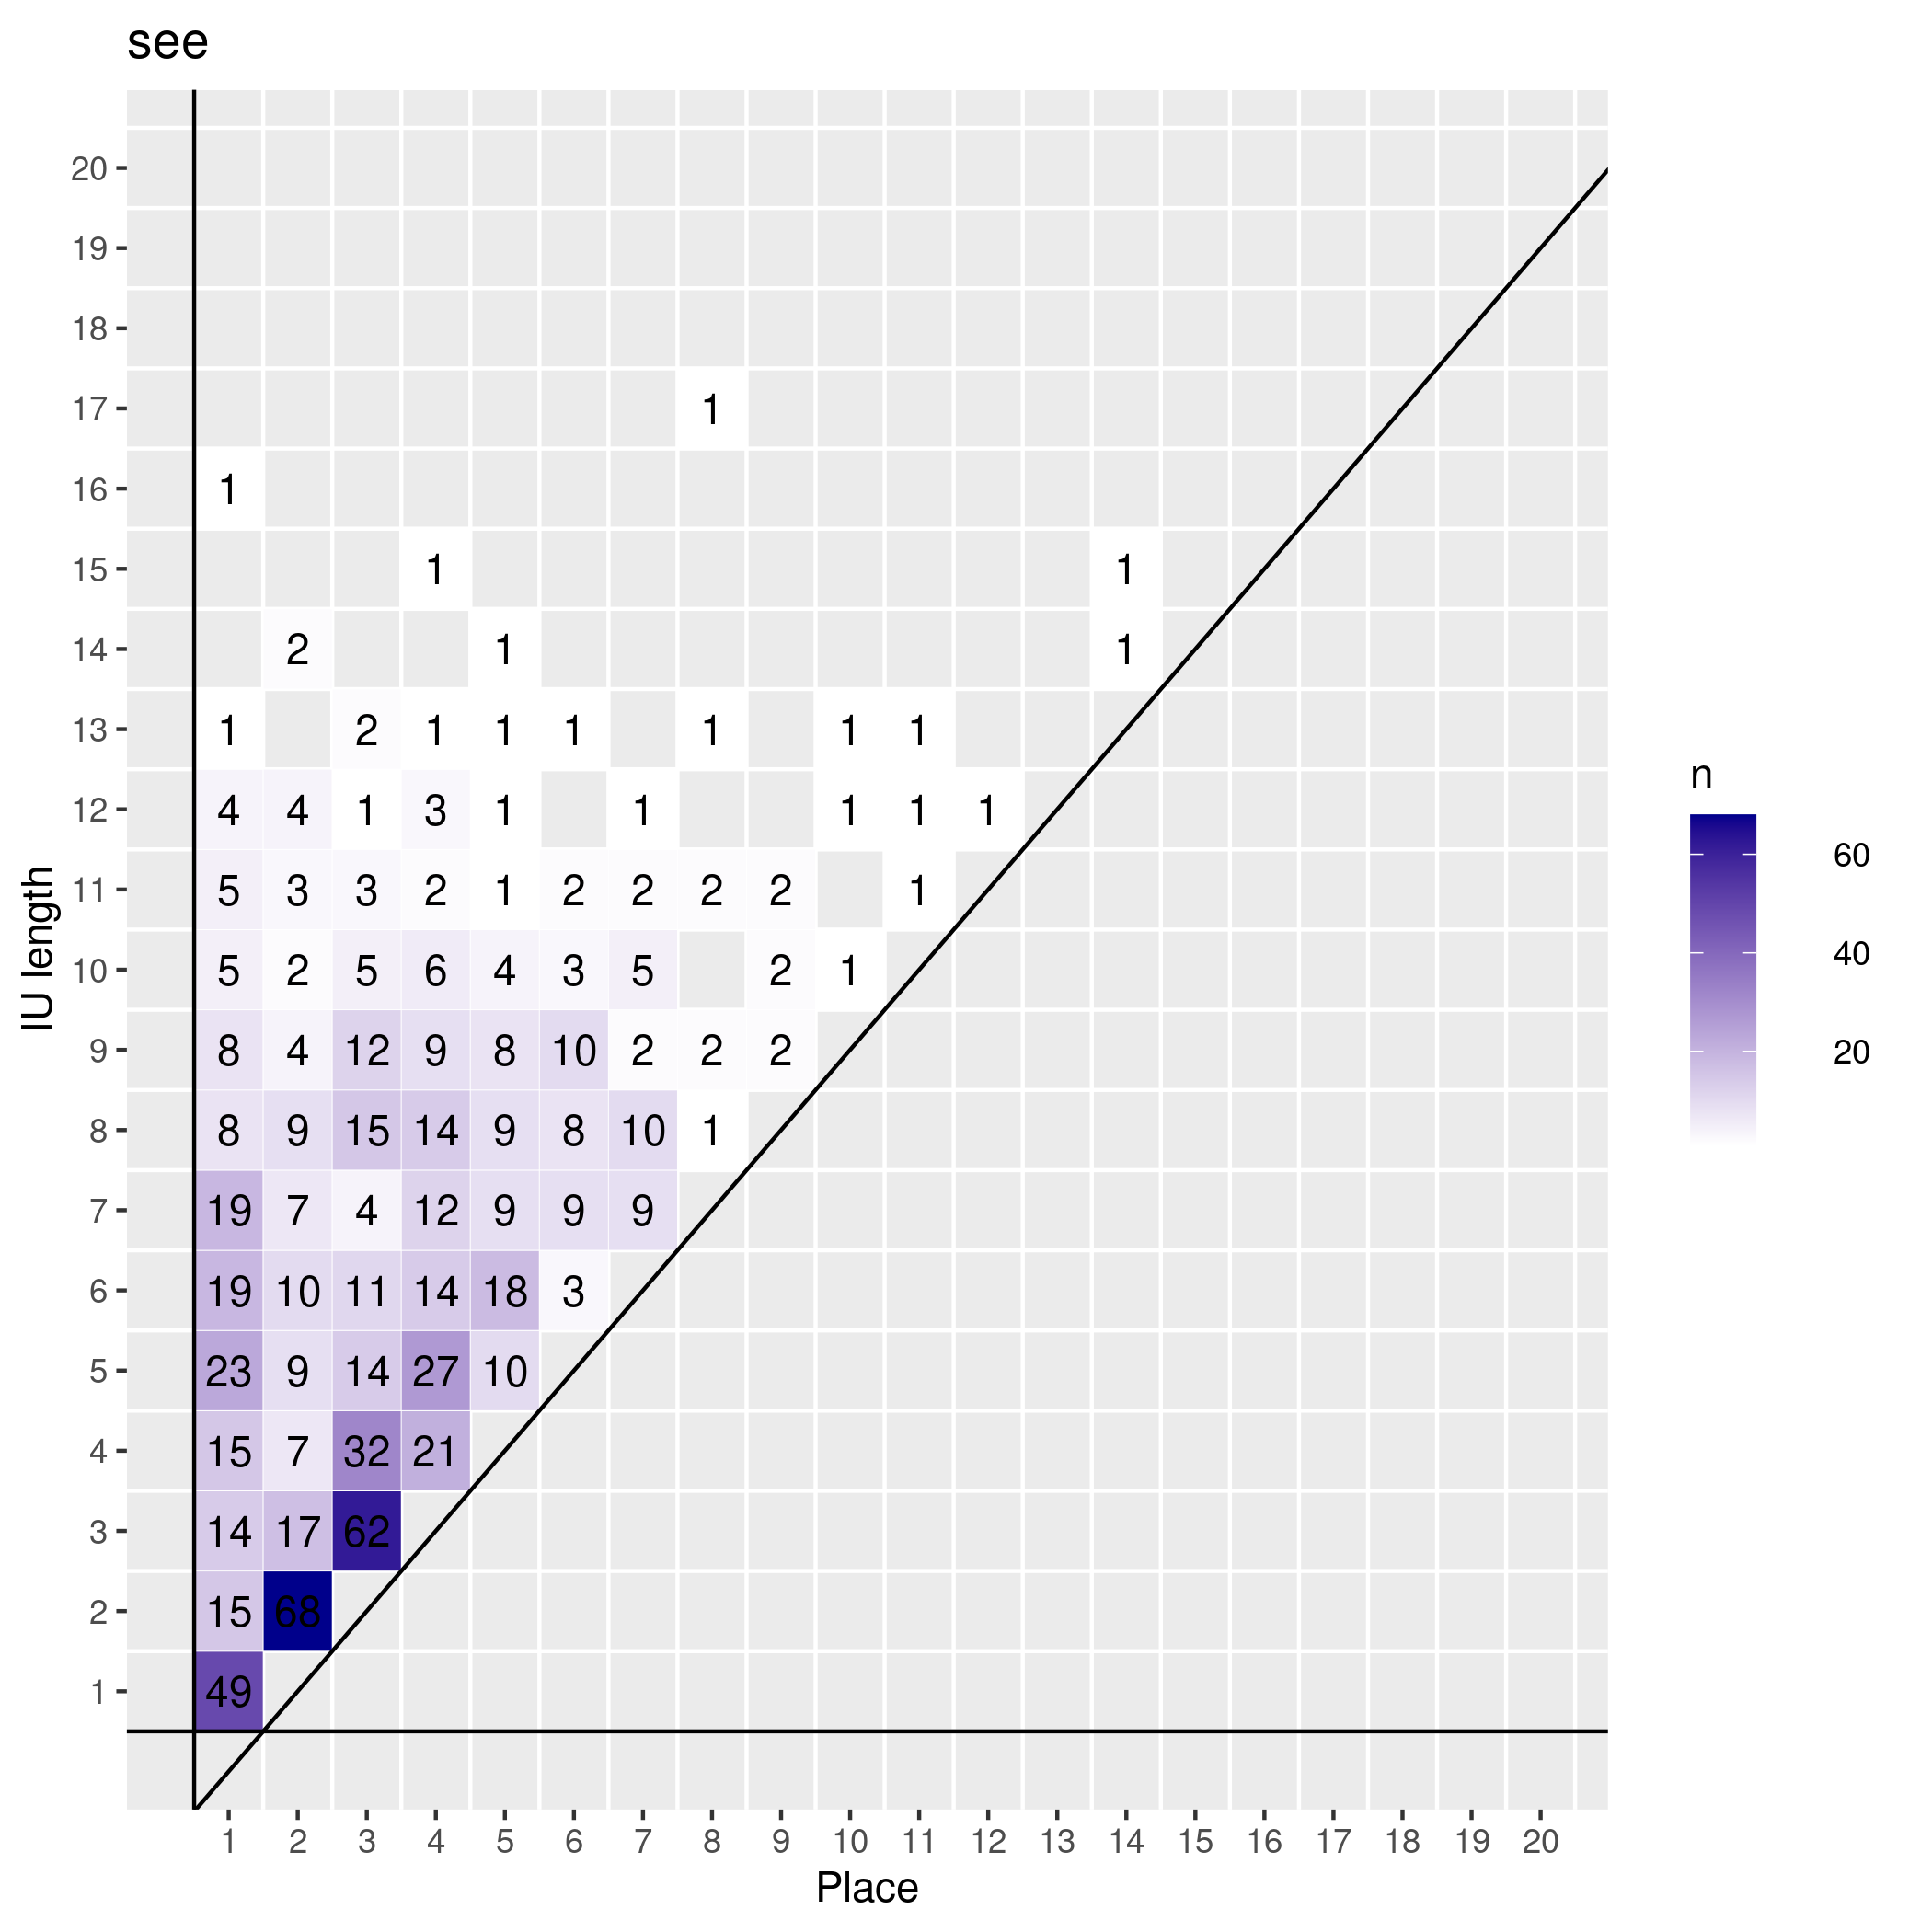 see
20
19
18
17 1
16 1
15 1 1
14 2 1 1
13 1 2 1 1 1 1 1 1
12 4 4 1 3 1 1 1 1 1
11 5 3 3 2 1 2 2 2 2 1
10 5 2 5 6 4 3 5 2 1
9 8 4 12 9 8 10 2 2 2
8 8 9 15 14 9 8 10 1
7 19 7 4 12 9 9 9
6 19 10 11 14 18 3
5 23 9 14 27 10
4 15 7 32 21
3 14 17 62
2 15 68
1 49
1 2 3 4 5 6 7 8 9 10 11 12 13 14 15 16 17 18 19 20
Place
IU length
n
60
40
20